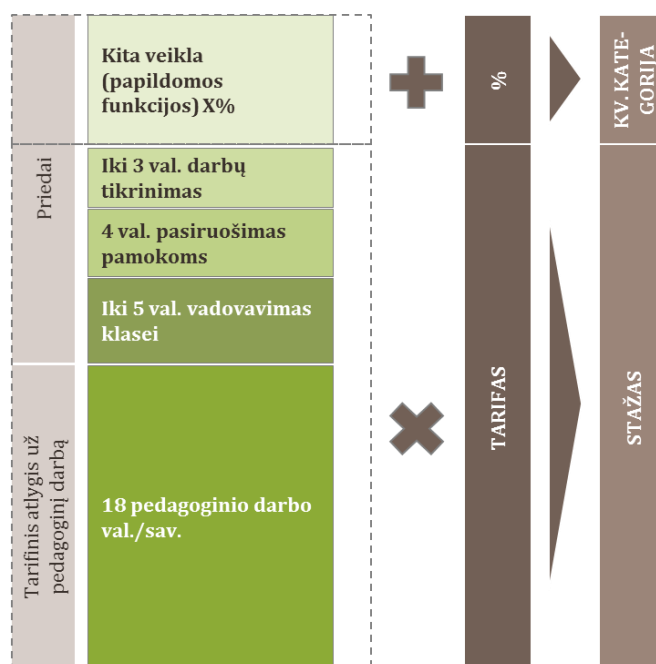 Kita veikla
(papildomos
funkcijos) X%
Iki 3 val. darbų
tikrinimas
4 val. pasiruošimas
pamokoms
Iki 5 val. vadovavimas
klasei
18 pedagoginio darbo
val./sav.
Priedai
Tarifinis atlygis už
pedagoginį darbą
%
TARIFAS
KV. KATE-
GORIJA
STAŽAS